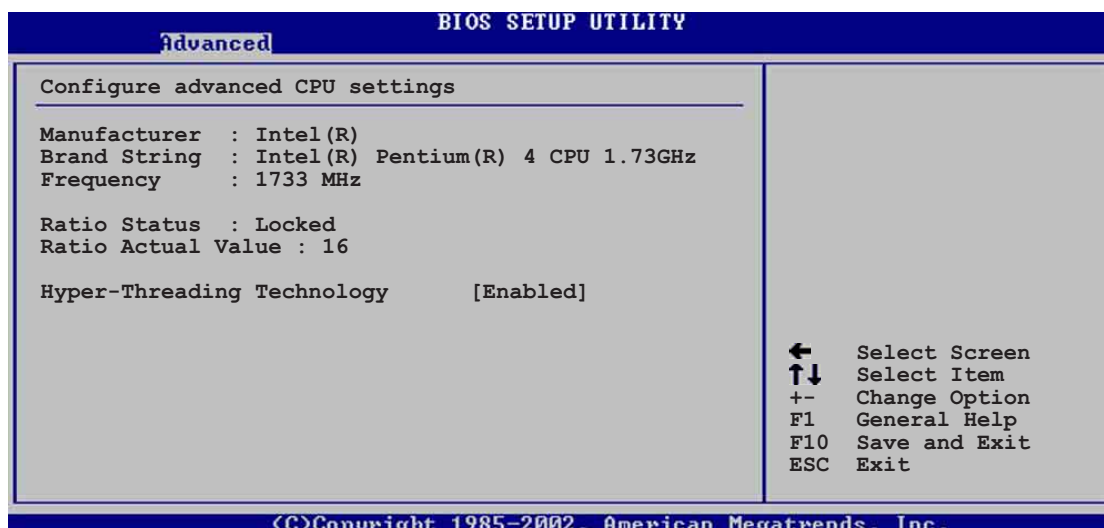 BIOS SETUP UTILITY
Advanced
Configure advanced CPU settings
Manufacturer : Intel(R)
Brand String : Intel(R) Pentium(R) 4 CPU 1.73GHz
Frequency : 1733 MHz
Ratio Status : Locked
Ratio Actual Value : 16
Hyper-Threading Technology [Enabled]
← Select Screen
↑↓ Select Item
+- Change Option
F1 General Help
F10 Save and Exit
ESC Exit
(C)Copyright 1985-2002, American Megatrends, Inc.